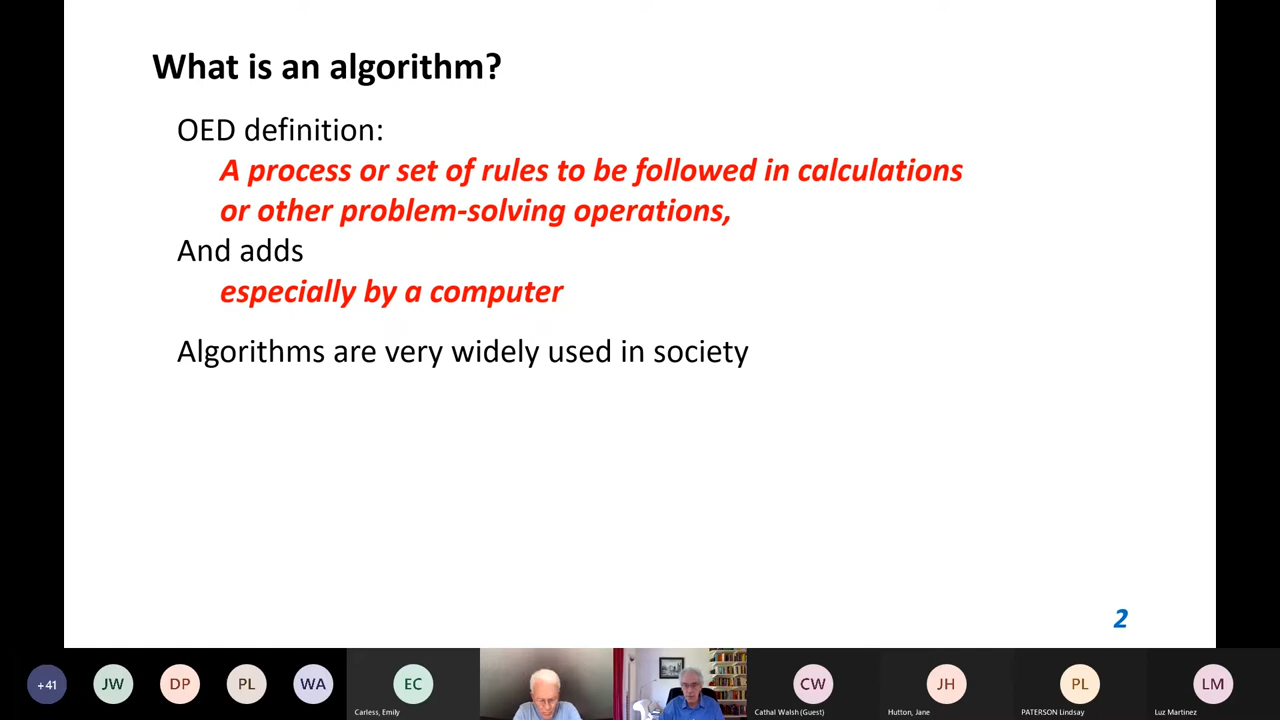 What is an algorithm?
OED definition:
A process or set of rules to be followed in calculations
or other problem-solving operations,
And adds
especially by a computer
Algorithms are very widely used in society
2
+41
JW
DP
PL
WA
EC
CW
JH
PL
LM
Carless, Emily
Cathal Walsh (Guest)
Hutton, Jane
PATERSON Lindsay
Luz Martinez